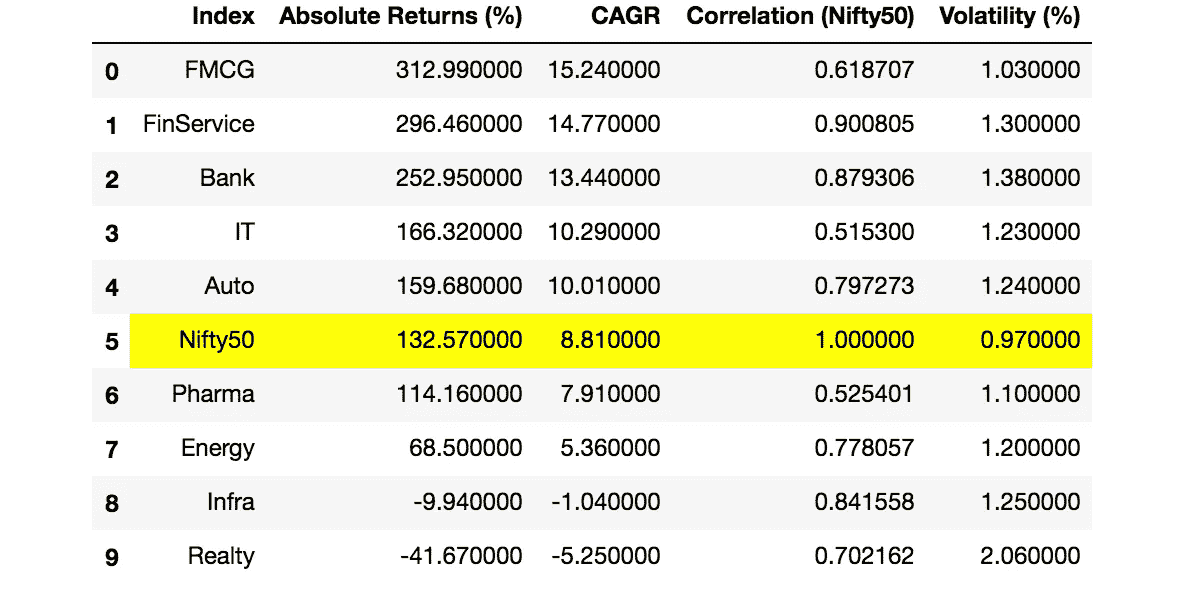 Index Absolute Returns (%) CAGR Correlation (Nifty50) Volatility (%)
0 FMCG 312.990000 15.240000 0.618707 1.030000
1 FinService 296.460000 14.770000 0.900805 1.300000
2 Bank 252.950000 13.440000 0.879306 1.380000
3 IT 166.320000 10.290000 0.515300 1.230000
4 Auto 159.680000 10.010000 0.797273 1.240000
5 Nifty50 132.570000 8.810000 1.000000 0.970000
6 Pharma 114.160000 7.910000 0.525401 1.100000
7 Energy 68.500000 5.360000 0.778057 1.200000
8 Infra -9.940000 -1.040000 0.841558 1.250000
9 Realty -41.670000 -5.250000 0.702162 2.060000